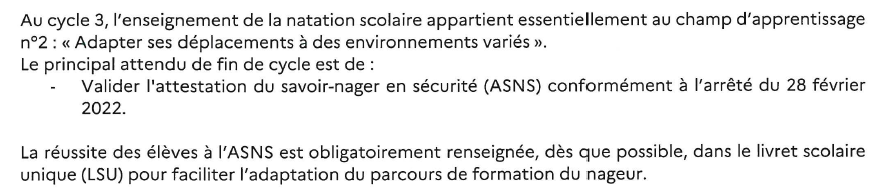 Au cycle 3, l'enseignement de la natation scolaire appartient essentiellement au champ d'apprentissage
n°2 : « Adapter ses déplacements à des environnements variés ».
Le principal attendu de fin de cycle est de :
- Valider l'attestation du savoir-nager en sécurité (ASNS) conformément à l'arrêté du 28 février
2022.
La réussite des élèves à l'ASNS est obligatoirement renseignée, dès que possible, dans le livret scolaire
unique (LSU) pour faciliter l'adaptation du parcours de formation du nageur.